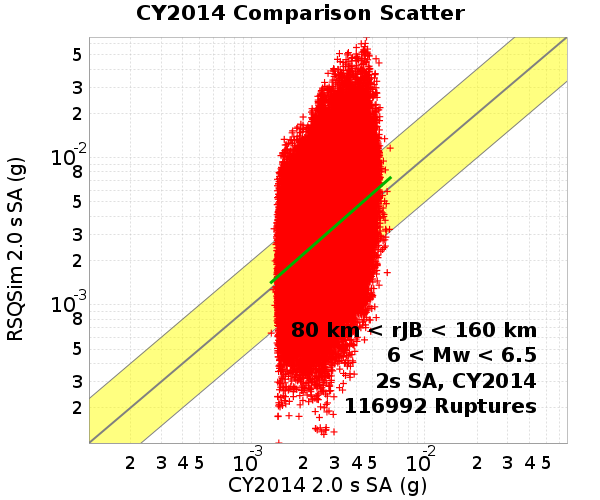 CY2014 Comparison Scatter
RSQSim 2.0 s SA (g)
5
3
2
10⁻²
8
5
3
2
10⁻³
8
5
3
2
80 km < rJB < 160 km
6 < Mw < 6.5
2s SA, CY2014
116992 Ruptures
2 3 4 5 10⁻³ 2 3 4 5 10⁻² 2 3 4 5
CY2014 2.0 s SA (g)